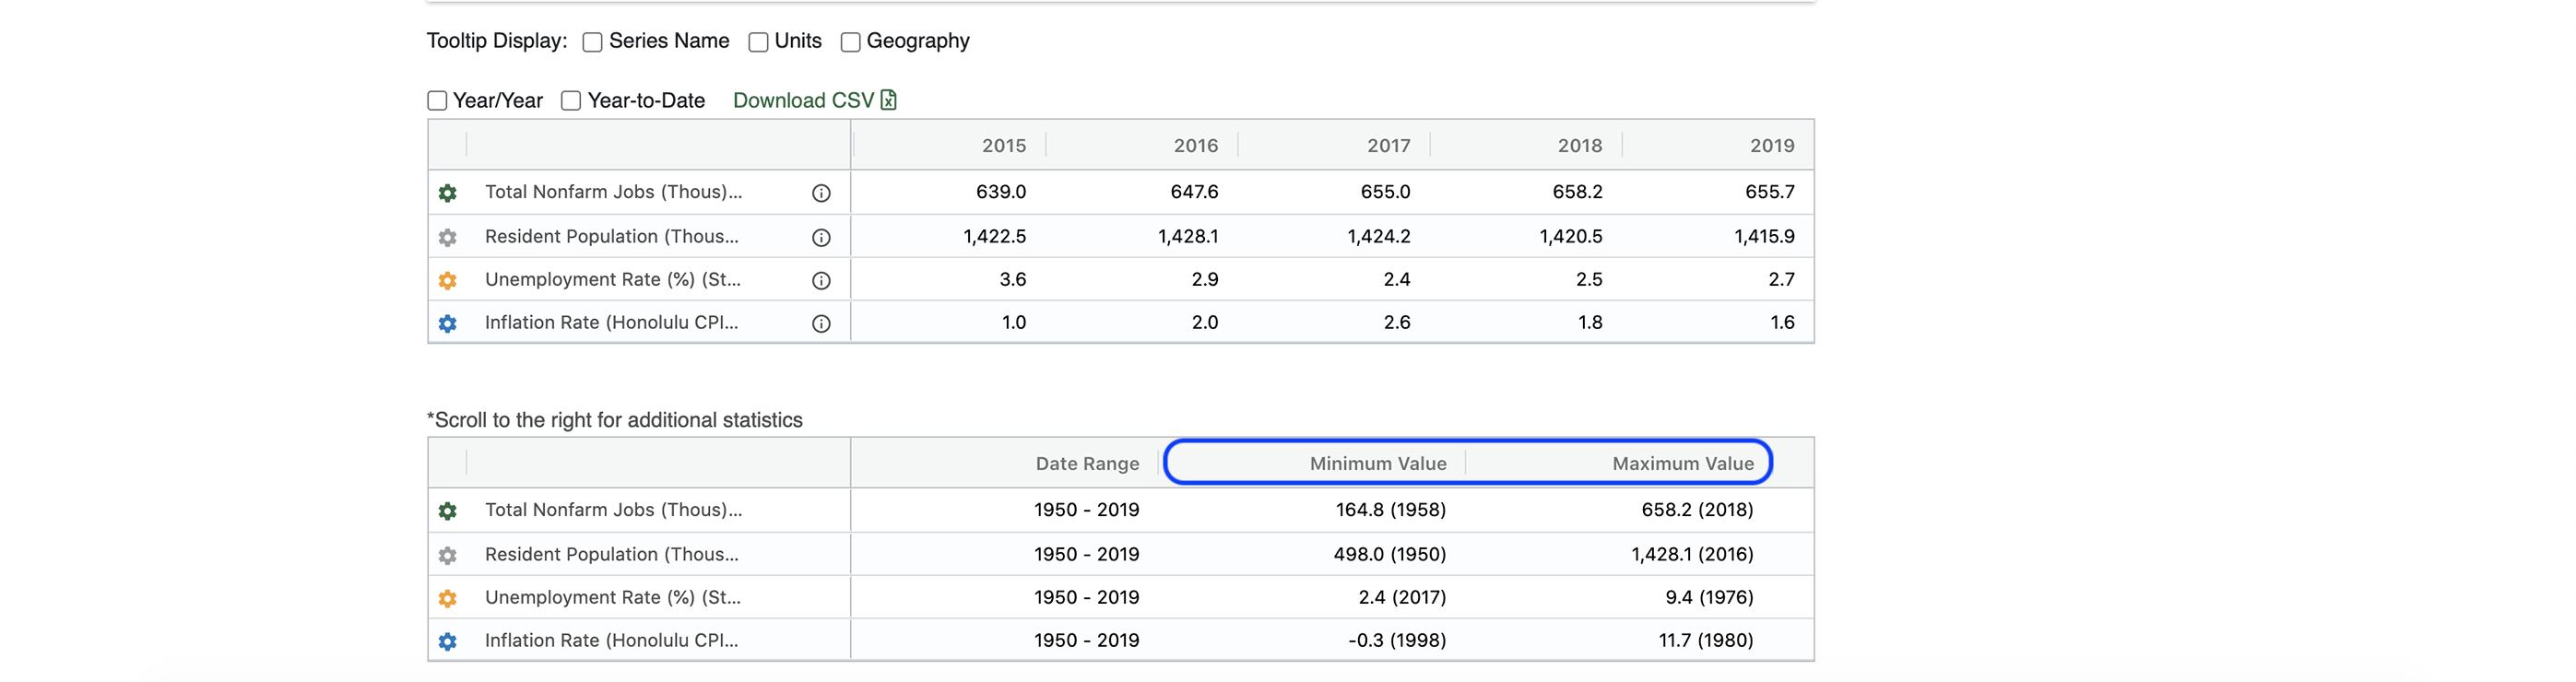 Tooltip Display: Series Name Units Geography
Year/Year Year-to-Date Download CSV
2015 2016 2017 2018 2019
Total Nonfarm Jobs (Thous)... 639.0 647.6 655.0 658.2 655.7
Resident Population (Thous... 1,422.5 1,428.1 1,424.2 1,420.5 1,415.9
Unemployment Rate (%) (St... 3.6 2.9 2.4 2.5 2.7
Inflation Rate (Honolulu CPI... 1.0 2.0 2.6 1.8 1.6
*Scroll to the right for additional statistics
Date Range Minimum Value Maximum Value
Total Nonfarm Jobs (Thous)... 1950 - 2019 164.8 (1958) 658.2 (2018)
Resident Population (Thous... 1950 - 2019 498.0 (1950) 1,428.1 (2016)
Unemployment Rate (%) (St... 1950 - 2019 2.4 (2017) 9.4 (1976)
Inflation Rate (Honolulu CPI... 1950 - 2019 -0.3 (1998) 11.7 (1980)